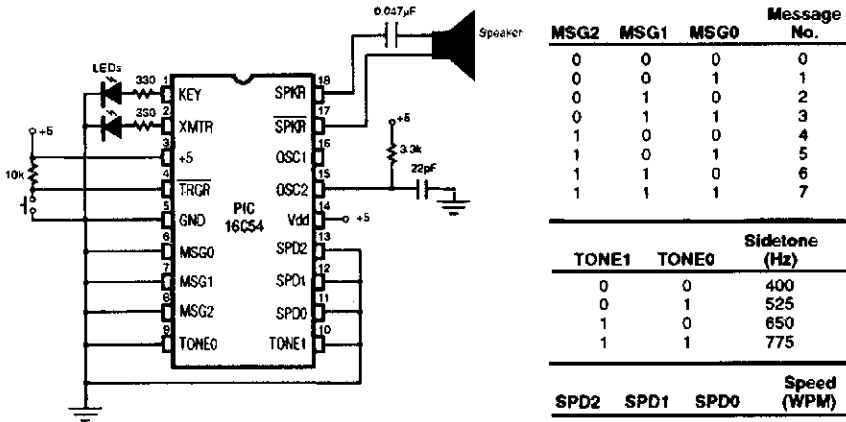 0.047µF
Speaker
LEDs
330
330
+5
10k
+5
3.3k
22pF
+5
1 KEY
2 XMTR
3 +5
4 TRGR
5 GND
6 MSG0
7 MSG1
8 MSG2
9 TONE0
PIC
16C54
SPKR 18
SPKR 17
OSC1 16
OSC2 15
Vdd 14
SPD2 13
SPD1 12
SPD0 11
TONE1 10
MSG2 MSG1 MSG0 Message No.
0 0 0 0
0 0 1 1
0 1 0 2
0 1 1 3
1 0 0 4
1 0 1 5
1 1 0 6
1 1 1 7
TONE1 TONE0 Sidetone (Hz)
0 0 400
0 1 525
1 0 650
1 1 775
SPD2 SPD1 SPD0 Speed (WPM)